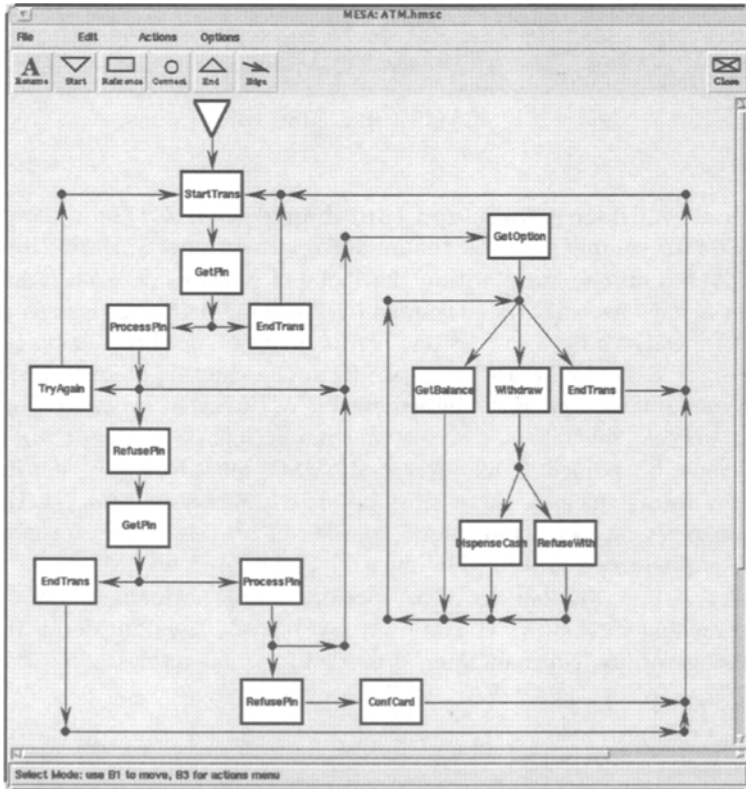 MESA: ATM.hmsc
File Edit Actions Options
A
Rename Start Reference Connect End Edge Close
StartTrans
GetOption
GetPin
ProcessPin EndTrans
TryAgain GetBalance Withdraw EndTrans
RefusePin
GetPin
DispenseCash RefuseWith
EndTrans ProcessPin
RefusePin ConfCard
Select Mode: use B1 to move, B3 for actions menu